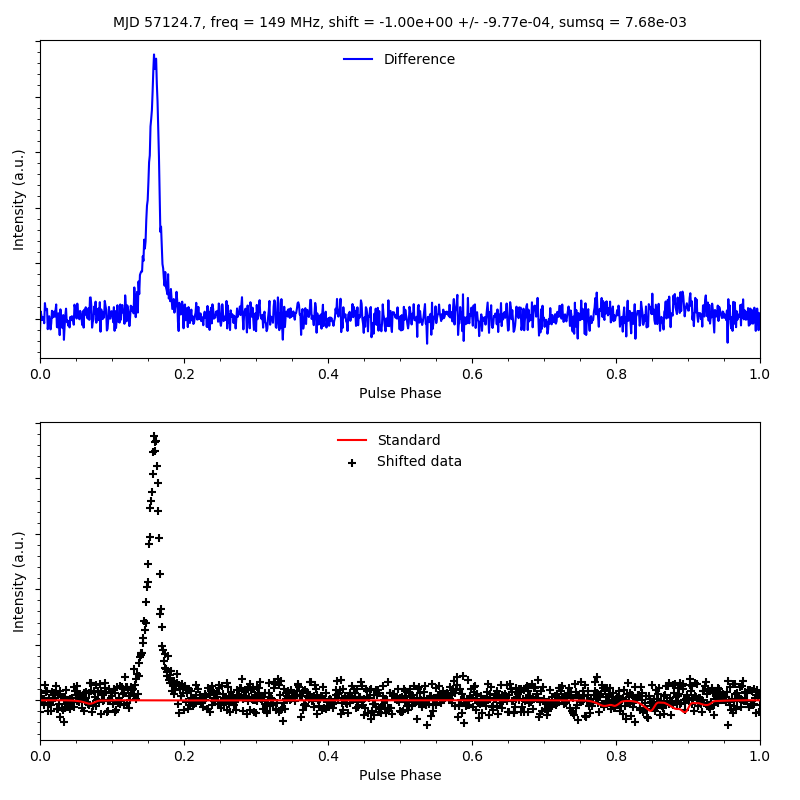 MJD 57124.7, freq = 149 MHz, shift = -1.00e+00 +/- -9.77e-04, sumsq = 7.68e-03
Difference
Intensity (a.u.)
0.0 0.2 0.4 0.6 0.8 1.0
Pulse Phase
Standard
Shifted data
Intensity (a.u.)
0.0 0.2 0.4 0.6 0.8 1.0
Pulse Phase